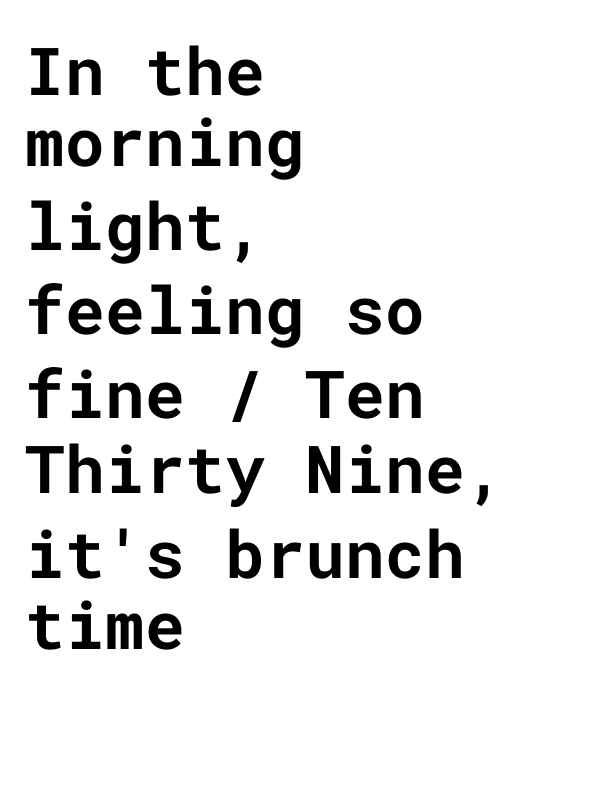 In the
morning
light,
feeling so
fine / Ten
Thirty Nine,
it's brunch
time